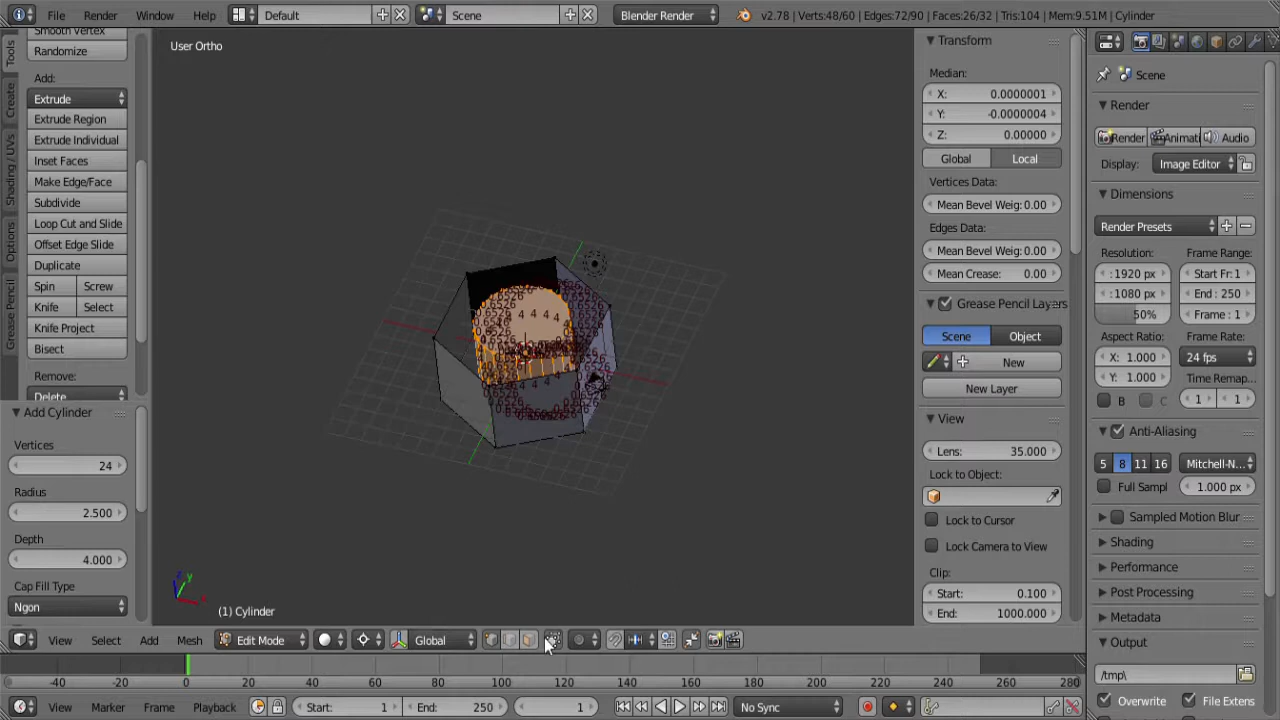 File Render Window Help Default Scene Blender Render v2.78 | Verts:48/60 | Edges:72/90 | Faces:26/32 | Tris:104 | Mem:9.51M | Cylinder
Smooth Vertex
Randomize
Add:
Extrude
Extrude Region
Extrude Individual
Inset Faces
Make Edge/Face
Subdivide
Loop Cut and Slide
Offset Edge Slide
Duplicate
Spin Screw
Knife Select
Knife Project
Bisect
Remove:
Delete
Tools
Create
Shading / UVs
Options
Grease Pencil
Add Cylinder
Vertices
24
Radius
2.500
Depth
4.000
Cap Fill Type
Ngon
User Ortho
(1) Cylinder
Transform
Median:
X: 0.0000001
Y: -0.0000004
Z: 0.00000
Global Local
Vertices Data:
Mean Bevel Weig: 0.00
Edges Data:
Mean Bevel Weig: 0.00
Mean Crease: 0.00
Grease Pencil Layers
Scene Object
New
New Layer
View
Lens: 35.000
Lock to Object:
Lock to Cursor
Lock Camera to View
Clip:
Start: 0.100
End: 1000.000
Scene
Render
Render Animati Audio
Display: Image Editor
Dimensions
Render Presets
Resolution: Frame Range:
: 1920 px Start Fr: 1
: 1080 px End : 250
50% Frame : 1
Aspect Ratio: Frame Rate:
X: 1.000 24 fps
Y: 1.000 Time Remap...
B C : 1 : 1
Anti-Aliasing
5 8 11 16 Mitchell-N...
Full Sampl : 1.000 px
Sampled Motion Blur
Shading
Performance
Post Processing
Metadata
Output
/tmp\
Overwrite File Extens
View Select Add Mesh Edit Mode Global
-40 -20 0 20 40 60 80 100 120 140 160 180 200 220 240 260 280
View Marker Frame Playback Start: 1 End: 250 1 No Sync